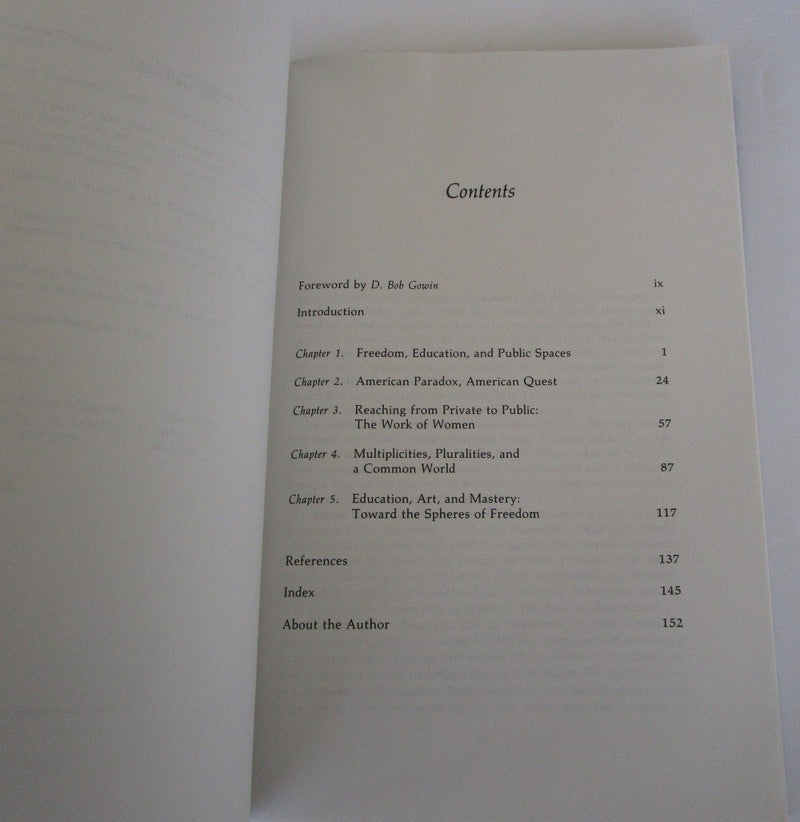 Contents
Foreword by D. Bob Gowin ix
Introduction xi
Chapter 1. Freedom, Education, and Public Spaces 1
Chapter 2. American Paradox, American Quest 24
Chapter 3. Reaching from Private to Public:
The Work of Women 57
Chapter 4. Multiplicities, Pluralities, and
a Common World 87
Chapter 5. Education, Art, and Mastery:
Toward the Spheres of Freedom 117
References 137
Index 145
About the Author 152